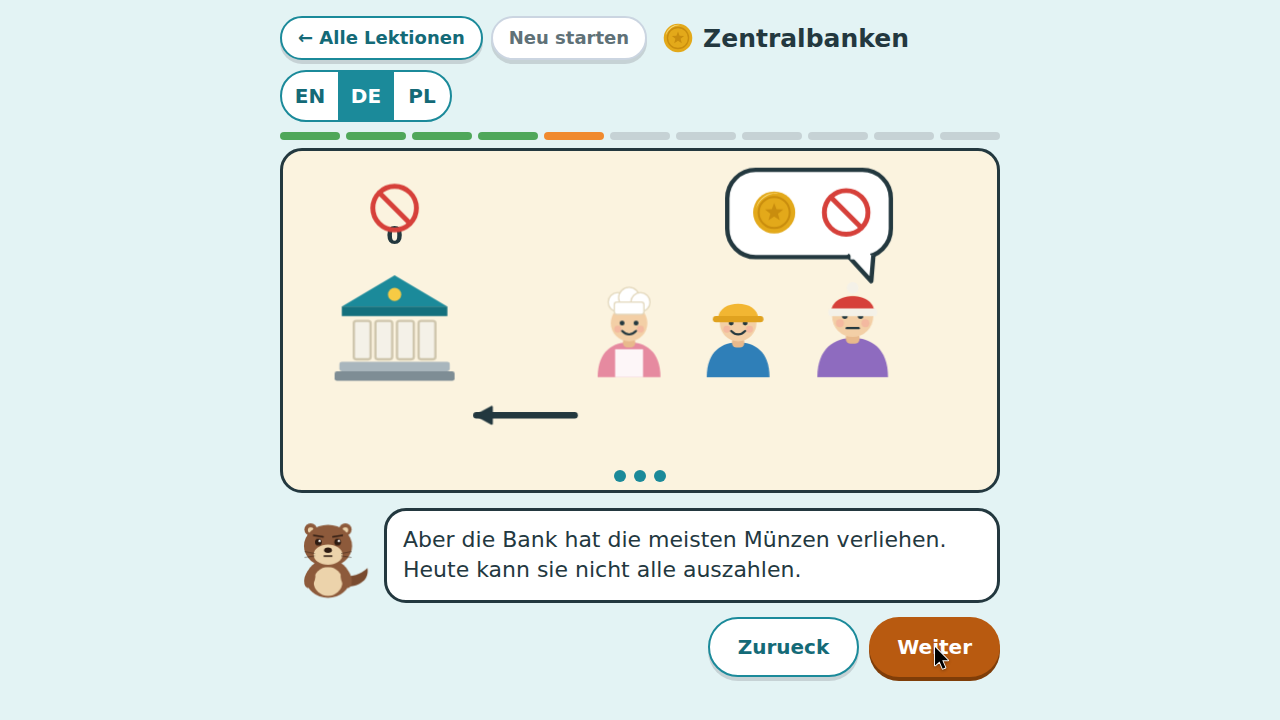 ← Alle Lektionen
Neu starten
Zentralbanken
EN DE PL
0
Aber die Bank hat die meisten Münzen verliehen.
Heute kann sie nicht alle auszahlen.
Zurueck
Weiter